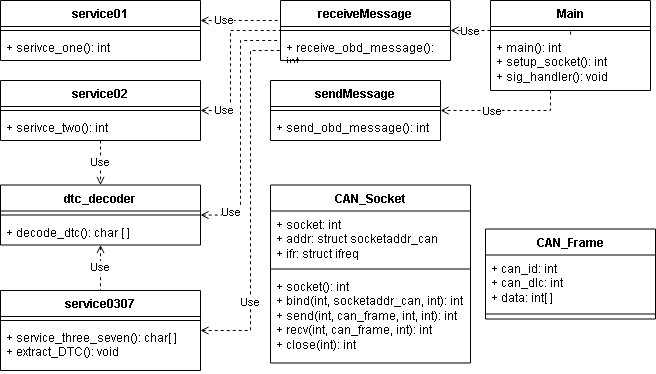 service01
+ serivce_one(): int
receiveMessage
+ receive_obd_message():
int
Main
+ main(): int
+ setup_socket(): int
+ sig_handler(): void
Use
Use
Use
service02
+ serivce_two(): int
sendMessage
+ send_obd_message(): int
Use
Use
dtc_decoder
+ decode_dtc(): char [ ]
Use
CAN_Socket
+ socket: int
+ addr: struct socketaddr_can
+ ifr: struct ifreq
+ socket(): int
+ bind(int, socketaddr_can, int): int
+ send(int, can_frame, int, int): int
+ recv(int, can_frame, int): int
+ close(int): int
CAN_Frame
+ can_id: int
+ can_dlc: int
+ data: int[ ]
Use
service0307
+ service_three_seven(): char[ ]
+ extract_DTC(): void
Use